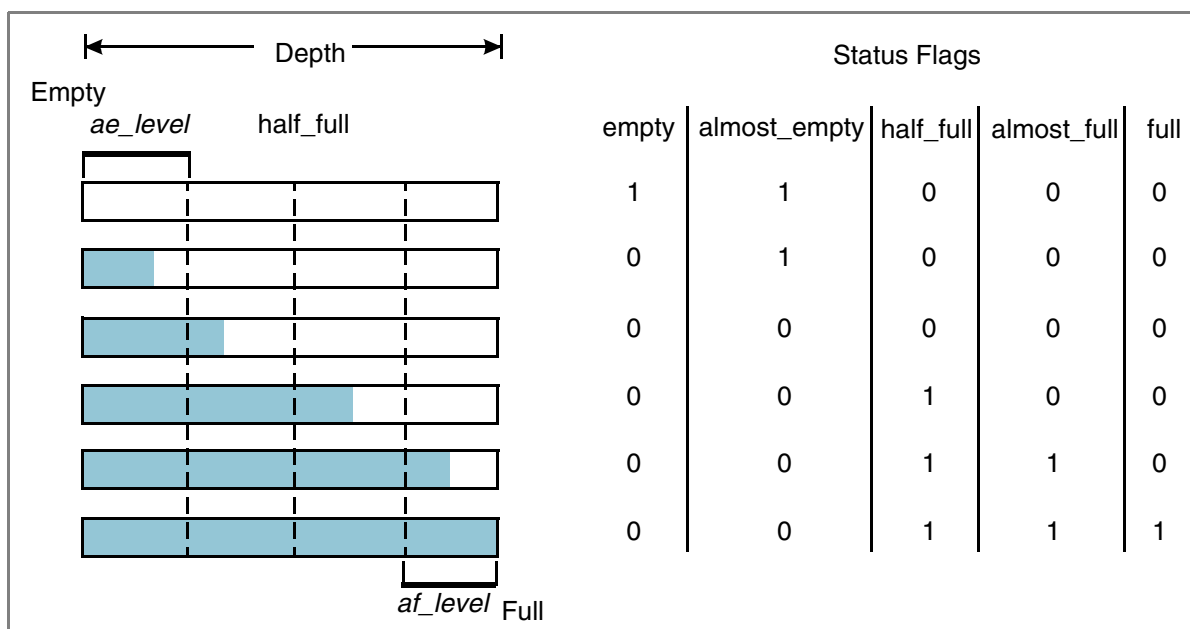 Depth
Status Flags
Empty
ae_level half_full
empty almost_empty half_full almost_full full
1 1 0 0 0
0 1 0 0 0
0 0 0 0 0
0 0 1 0 0
0 0 1 1 0
0 0 1 1 1
af_level Full